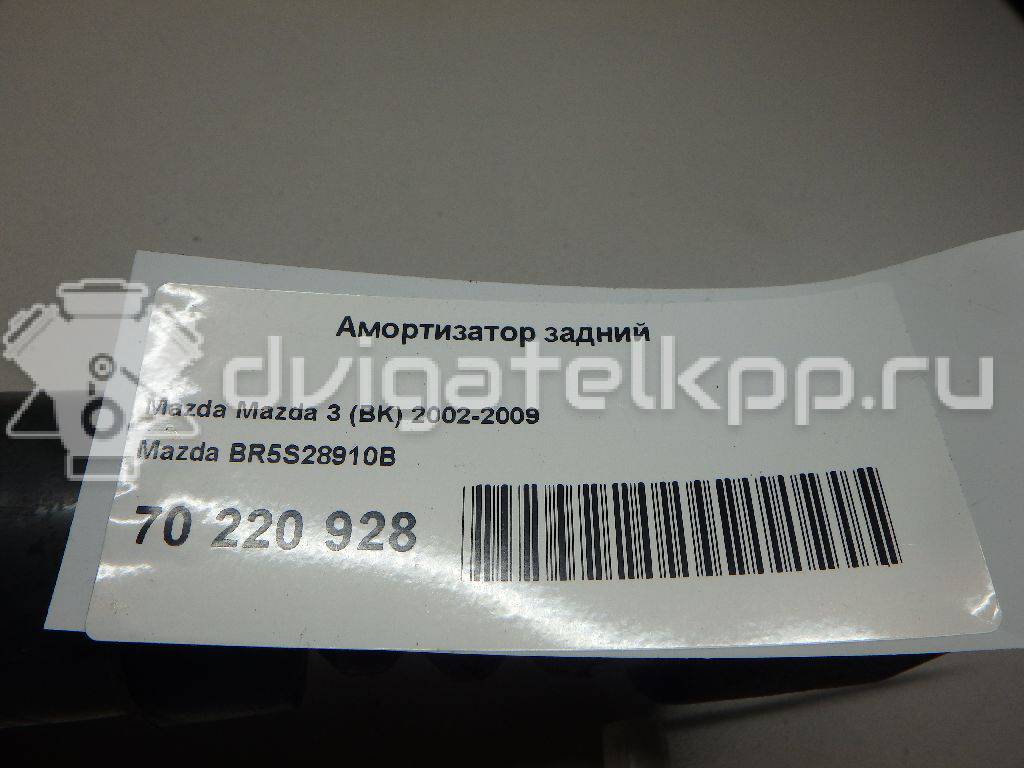 Амортизатор задний
dvigatelkpp.ru
Mazda Mazda 3 (BK) 2002-2009
Mazda BR5S28910B
70 220 928